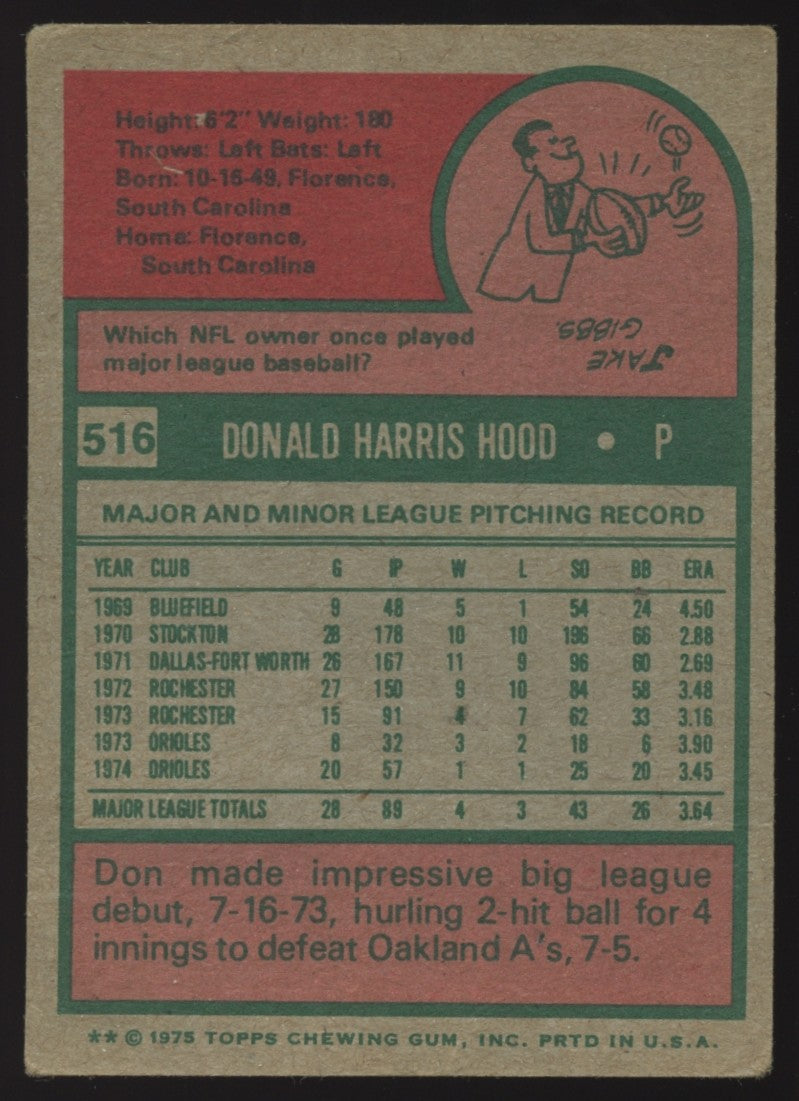 Height: 6'2" Weight: 180
Throws: Left Bats: Left
Born: 10-16-49, Florence,
South Carolina
Home: Florence,
South Carolina
Which NFL owner once played
major league baseball?
JAKE
GIBBS.
516 DONALD HARRIS HOOD • P
MAJOR AND MINOR LEAGUE PITCHING RECORD
YEAR CLUB G IP W L SO BB ERA
1969 BLUEFIELD 9 48 5 1 54 24 4.50
1970 STOCKTON 28 178 10 10 196 66 2.88
1971 DALLAS-FORT WORTH 26 167 11 9 96 60 2.69
1972 ROCHESTER 27 150 9 10 84 58 3.48
1973 ROCHESTER 15 91 4 7 62 33 3.16
1973 ORIOLES 8 32 3 2 18 6 3.90
1974 ORIOLES 20 57 1 1 25 20 3.45
MAJOR LEAGUE TOTALS 28 89 4 3 43 26 3.64
Don made impressive big league
debut, 7-16-73, hurling 2-hit ball for 4
innings to defeat Oakland A's, 7-5.
** © 1975 TOPPS CHEWING GUM, INC. PRTD IN U.S.A.